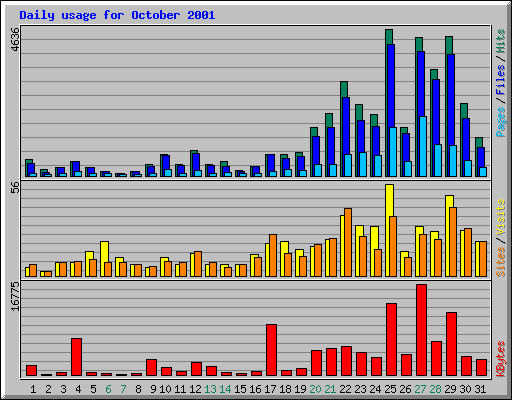 Daily usage for October 2001
4636
Pages / Files / Hits
56
Sites / Visits
16775
KBytes
1 2 3 4 5 6 7 8 9 10 11 12 13 14 15 16 17 18 19 20 21 22 23 24 25 26 27 28 29 30 31